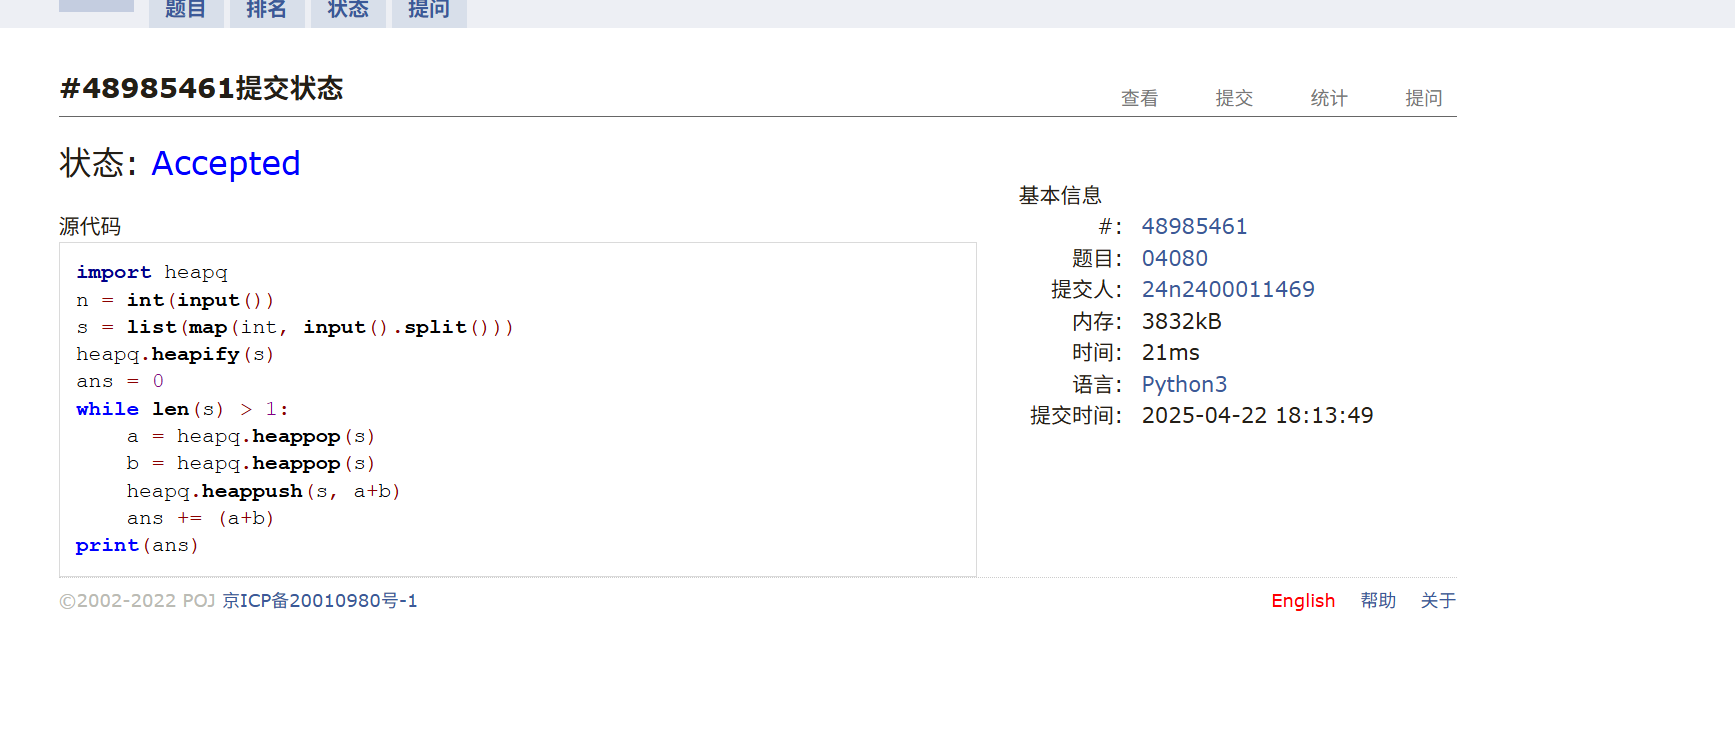 题目 排名 状态 提问
#48985461提交状态
查看 提交 统计 提问
状态: Accepted
源代码
import heapq
n = int(input())
s = list(map(int, input().split()))
heapq.heapify(s)
ans = 0
while len(s) > 1:
    a = heapq.heappop(s)
    b = heapq.heappop(s)
    heapq.heappush(s, a+b)
    ans += (a+b)
print(ans)
基本信息
#: 48985461
题目: 04080
提交人: 24n2400011469
内存: 3832kB
时间: 21ms
语言: Python3
提交时间: 2025-04-22 18:13:49
©2002-2022 POJ 京ICP备20010980号-1
English 帮助 关于